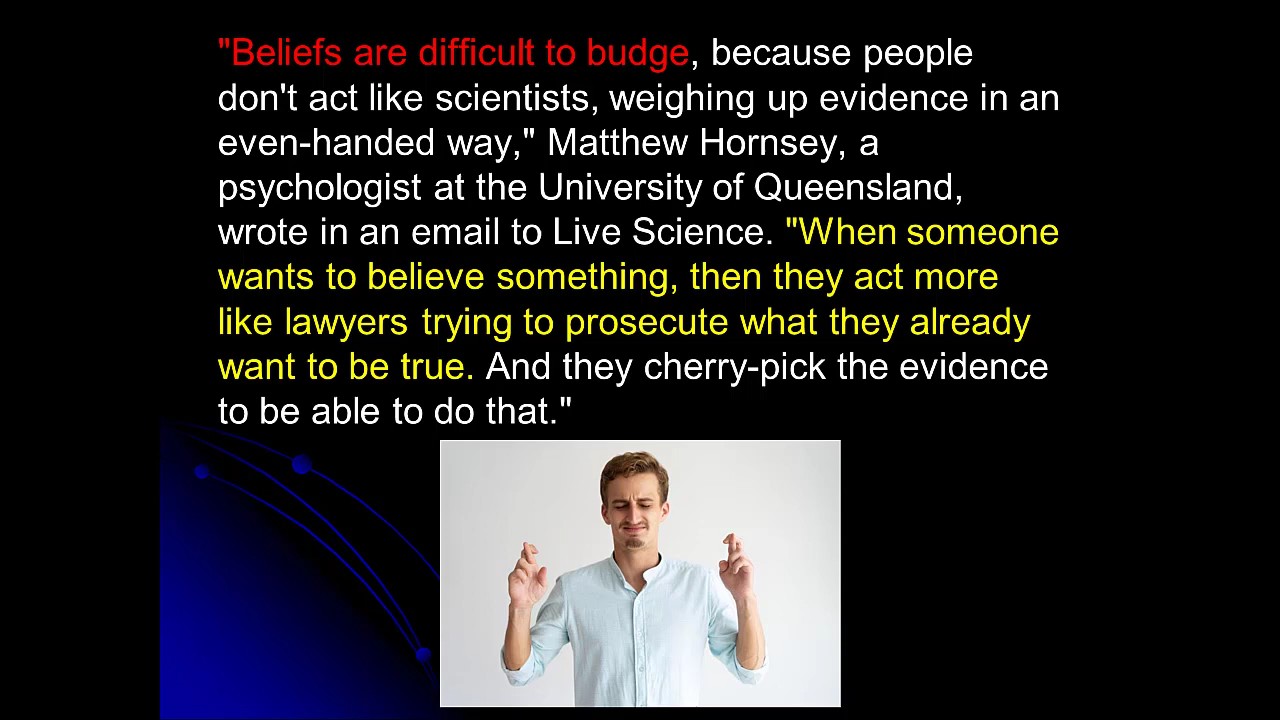 "Beliefs are difficult to budge, because people
don't act like scientists, weighing up evidence in an
even-handed way," Matthew Hornsey, a
psychologist at the University of Queensland,
wrote in an email to Live Science. "When someone
wants to believe something, then they act more
like lawyers trying to prosecute what they already
want to be true. And they cherry-pick the evidence
to be able to do that."